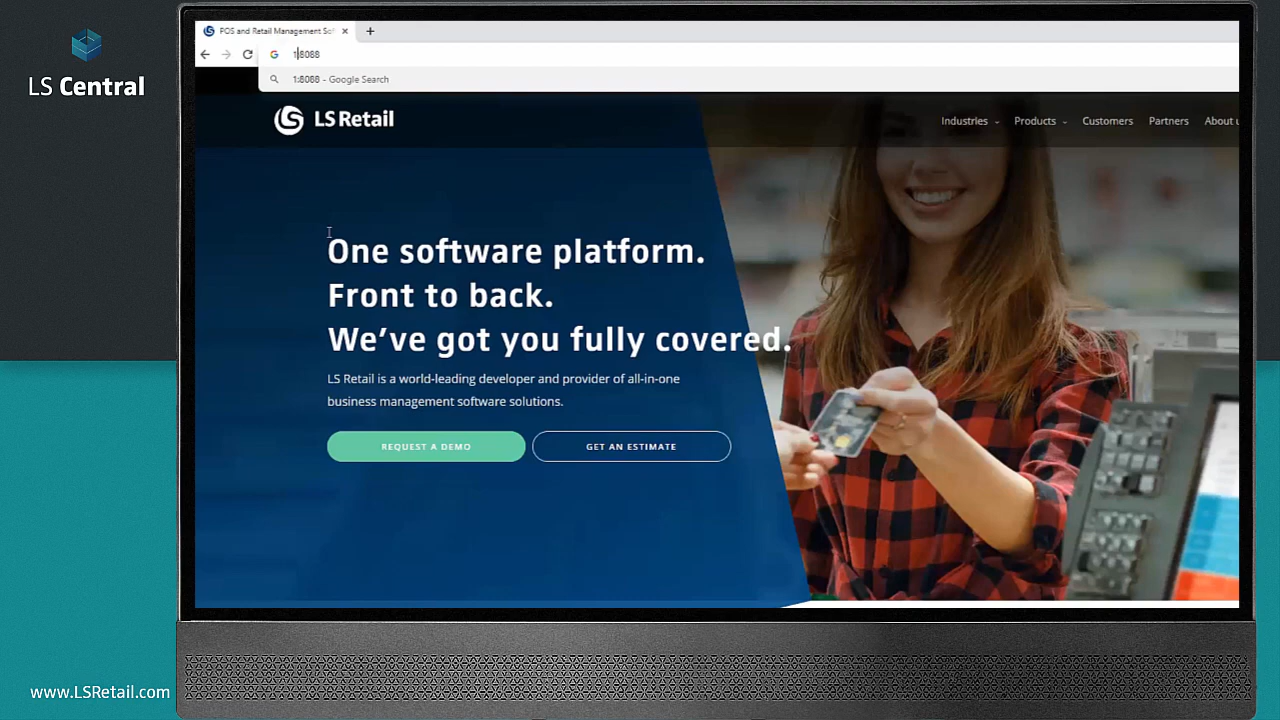 LS Central
POS and Retail Management Sof
1:8088
1:8088 - Google Search
LS Retail
Industries
Products
Customers
Partners
About u
One software platform.
Front to back.
We've got you fully covered.
LS Retail is a world-leading developer and provider of all-in-one
business management software solutions.
REQUEST A DEMO
GET AN ESTIMATE
www.LSRetail.com